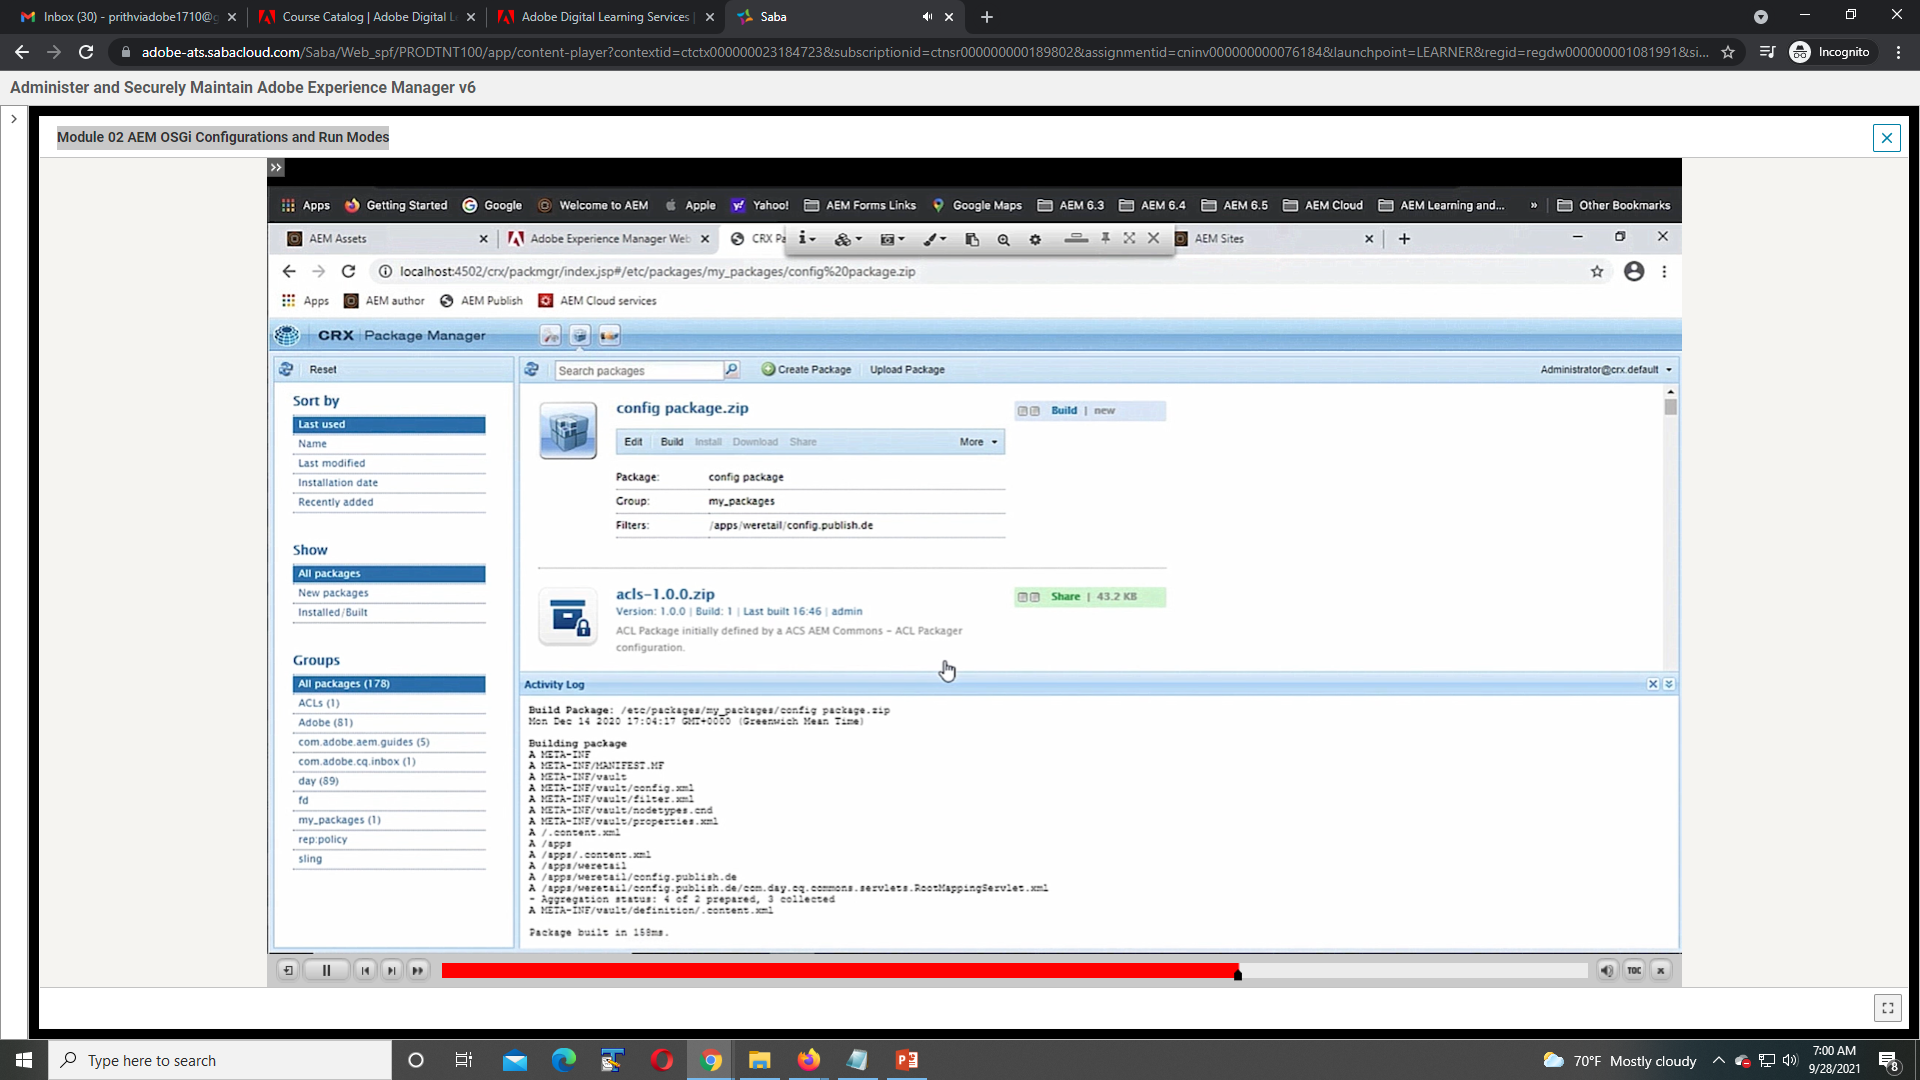 Inbox (30) - prithviadobe1710@g
Course Catalog | Adobe Digital L
Adobe Digital Learning Services |
Saba
adobe-ats.sabacloud.com/Saba/Web_spf/PRODTNT100/app/content-player?contextid=ctctx000000023184723&subscriptionid=ctnsr0000000000189802&assignmentid=cninv000000000076184&launchpoint=LEARNER&regid=regdw000000001081991&si...
Incognito
Administer and Securely Maintain Adobe Experience Manager v6
Module 02 AEM OSGi Configurations and Run Modes
Apps
Getting Started
Google
Welcome to AEM
Apple
Yahoo!
AEM Forms Links
Google Maps
AEM 6.3
AEM 6.4
AEM 6.5
AEM Cloud
AEM Learning and...
»
Other Bookmarks
AEM Assets
Adobe Experience Manager Web
CRX Pa
AEM Sites
localhost:4502/crx/packmgr/index.jsp#/etc/packages/my_packages/config%20package.zip
Apps
AEM author
AEM Publish
AEM Cloud services
CRX | Package Manager
Reset
Search packages
Create Package
Upload Package
Administrator@crx.default
Sort by
Last used
Name
Last modified
Installation date
Recently added
Show
All packages
New packages
Installed/Built
Groups
All packages (178)
ACLs (1)
Adobe (81)
com.adobe.aem.guides (5)
com.adobe.cq.inbox (1)
day (89)
fd
my_packages (1)
rep:policy
sling
config package.zip
Build | new
Edit Build Install Download Share More
Package: config package
Group: my_packages
Filters: /apps/weretail/config.publish.de
acls-1.0.0.zip
Share | 43.2 KB
Version: 1.0.0 | Build: 1 | Last built 16:46 | admin
ACL Package initially defined by a ACS AEM Commons - ACL Packager
configuration.
Activity Log
Build Package: /etc/packages/my_packages/config package.zip
Mon Dec 14 2020 17:04:17 GMT+0000 (Greenwich Mean Time)
Building package
A META-INF
A META-INF/MANIFEST.MF
A META-INF/vault
A META-INF/vault/config.xml
A META-INF/vault/filter.xml
A META-INF/vault/nodetypes.cnd
A META-INF/vault/properties.xml
A /.content.xml
A /apps
A /apps/.content.xml
A /apps/weretail
A /apps/weretail/config.publish.de
A /apps/weretail/config.publish.de/com.day.cq.commons.servlets.RootMappingServlet.xml
- Aggregation status: 4 of 2 prepared, 3 collected
A META-INF/vault/definition/.content.xml
Package built in 158ms.
TOC
Type here to search
70°F Mostly cloudy
7:00 AM
9/28/2021
8